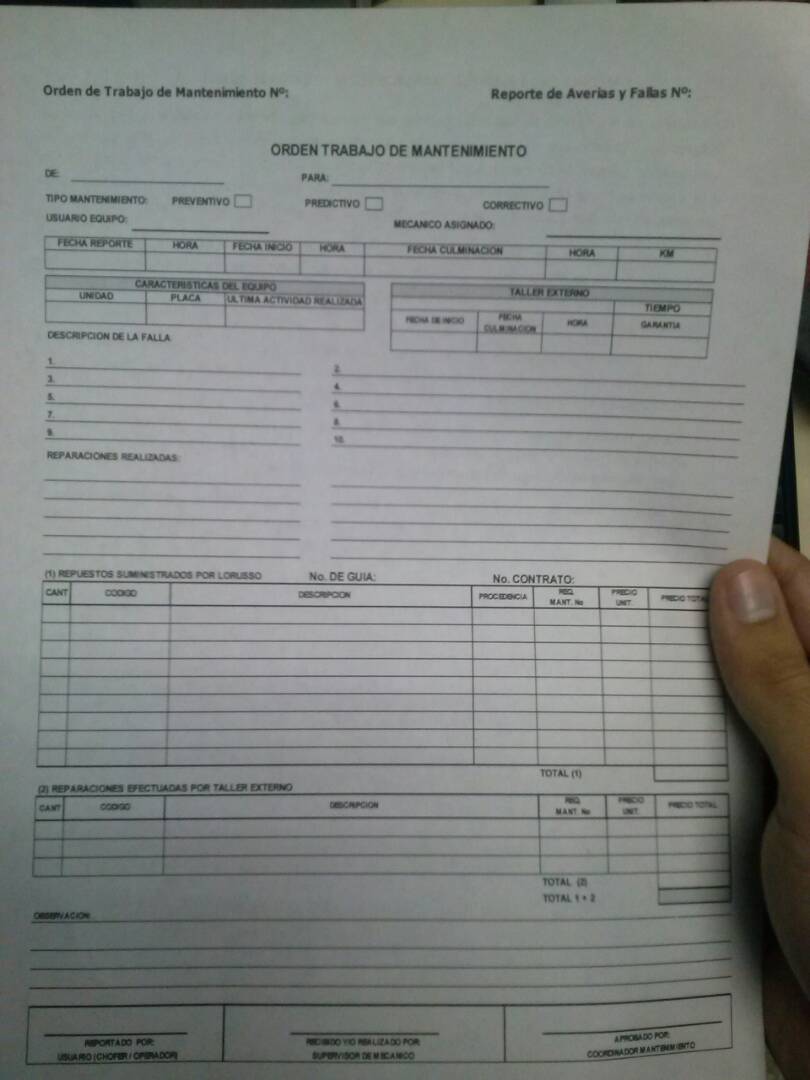 Orden de Trabajo de Mantenimiento Nº: Reporte de Averias y Fallas Nº:
ORDEN TRABAJO DE MANTENIMIENTO
DE: PARA:
TIPO MANTENIMIENTO: PREVENTIVO PREDICTIVO CORRECTIVO
USUARIO EQUIPO: MECANICO ASIGNADO:
FECHA REPORTE HORA FECHA INICIO HORA FECHA CULMINACION HORA KM
CARACTERISTICAS DEL EQUIPO TALLER EXTERNO
UNIDAD PLACA ULTIMA ACTIVIDAD REALIZADA
FECHA DE INICIO FECHA CULMINACION HORA TIEMPO GARANTIA
DESCRIPCION DE LA FALLA
1. 2.
3. 4.
5. 6.
7. 8.
9. 10.
REPARACIONES REALIZADAS:
(1) REPUESTOS SUMINISTRADOS POR LORUSSO No. DE GUIA: No. CONTRATO:
CANT CODIGO DESCRIPCION PROCEDENCIA REQ. MANT. No PRECIO UNIT. PRECIO TOTAL
TOTAL (1)
(2) REPARACIONES EFECTUADAS POR TALLER EXTERNO
CANT CODIGO DESCRIPCION REQ. MANT. No PRECIO UNIT. PRECIO TOTAL
TOTAL (2)
TOTAL 1 + 2
OBSERVACION:
REPORTADO POR: RECIBIDO Y/O REALIZADO POR: APROBADO POR:
USUARIO (CHOFER / OPERADOR) SUPERVISOR DE MECANICO COORDINADOR MANTENIMIENTO